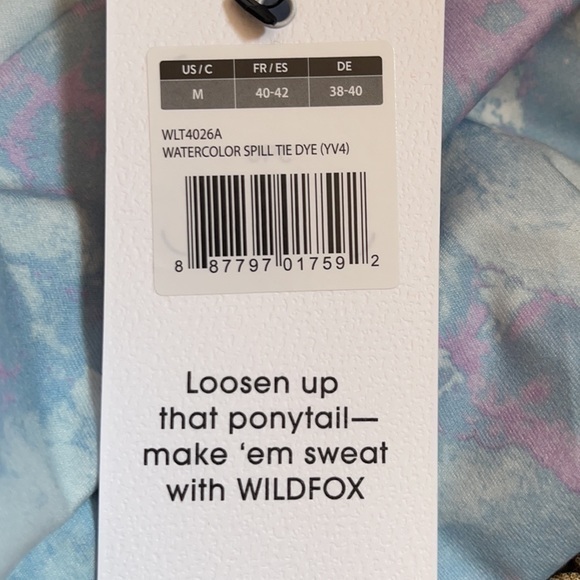 US / C FR / ES DE
M 40-42 38-40
WLT4026A
WATERCOLOR SPILL TIE DYE (YV4)
8 87797 01759 2
Loosen up
that ponytail—
make ‘em sweat
with WILDFOX